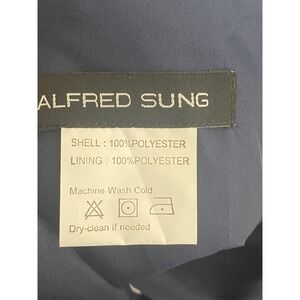 ALFRED SUNG
SHELL : 100%POLYESTER
LINING : 100%POLYESTER
Machine Wash Cold
Dry-clean if needed